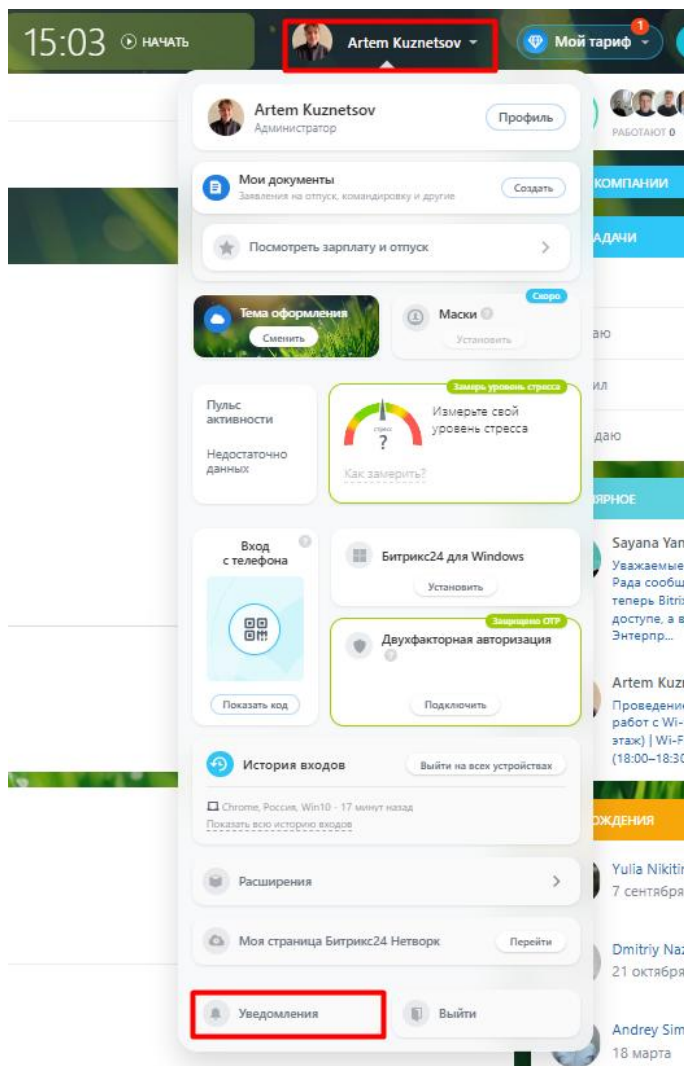 15:03 НАЧАТЬ Artem Kuznetsov Мой тариф 1
Artem Kuznetsov
Администратор
Профиль
РАБОТАЮТ 0
Мои документы
Заявления на отпуск, командировку и другие
Создать
КОМПАНИИ
Посмотреть зарплату и отпуск
АДАЧИ
Тема оформления
Сменить
Скоро
Маски
Установить
аю
ил
даю
Пульс
активности
Недостаточно
данных
Замерь уровень стресса
стресс
?
Измерьте свой
уровень стресса
Как замерить?
ЯРНОЕ
Вход
с телефона
Показать код
Битрикс24 для Windows
Установить
Защищено OTP
Двухфакторная авторизация
Подключить
Sayana Yan
Уважаемые
Рада сообщ
теперь Bitri
доступе, а в
Энтерпр...
Artem Kuz
Проведение
работ с Wi-
этаж) | Wi-F
(18:00–18:30
История входов
Выйти на всех устройствах
Chrome, Россия, Win10 - 17 минут назад
Показать всю историю входов
ОЖДЕНИЯ
Расширения
Yulia Nikitin
7 сентября
Моя страница Битрикс24 Нетворк
Перейти
Dmitriy Naz
21 октября
Уведомления
Выйти
Andrey Sim
18 марта